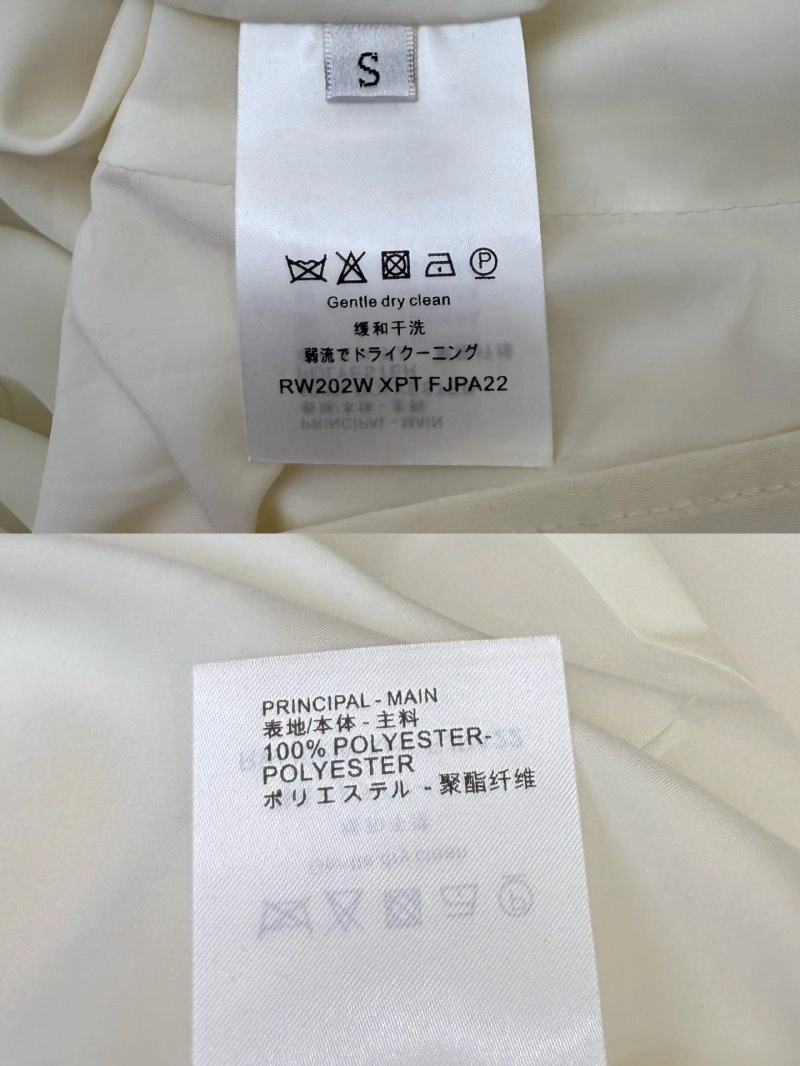 S
P
Gentle dry clean
缓和干洗
弱流でドライクーニング
RW202W XPT FJPA22
PRINCIPAL - MAIN
表地/本体 - 主料
100% POLYESTER-
POLYESTER
ポリエステル - 聚酯纤维